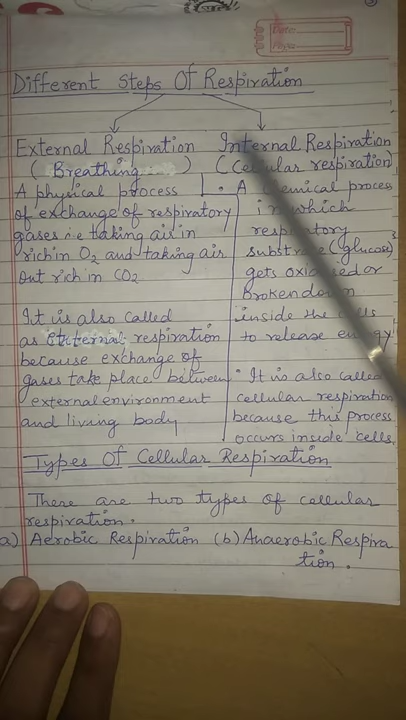 Date:
Page:
Different Steps Of Respiration
External Respiration
( Breathing )
A physical process
of exchange of respiratory
gases i.e taking air in
rich in O2 and taking air
out rich in CO2
It is also called
as External respiration
because exchange of
gases take place between
external environment
and living body
Internal Respiration
(Cellular respiration)
• A chemical process
in which
respiratory
substrate (glucose)
gets oxidised or
broken down
inside the cells
to release energy
• It is also called
cellular respiration
because this process
occurs inside cells.
Types Of Cellular Respiration
There are two types of cellular
respiration.
a) Aerobic Respiration (b) Anaerobic Respira
tion.